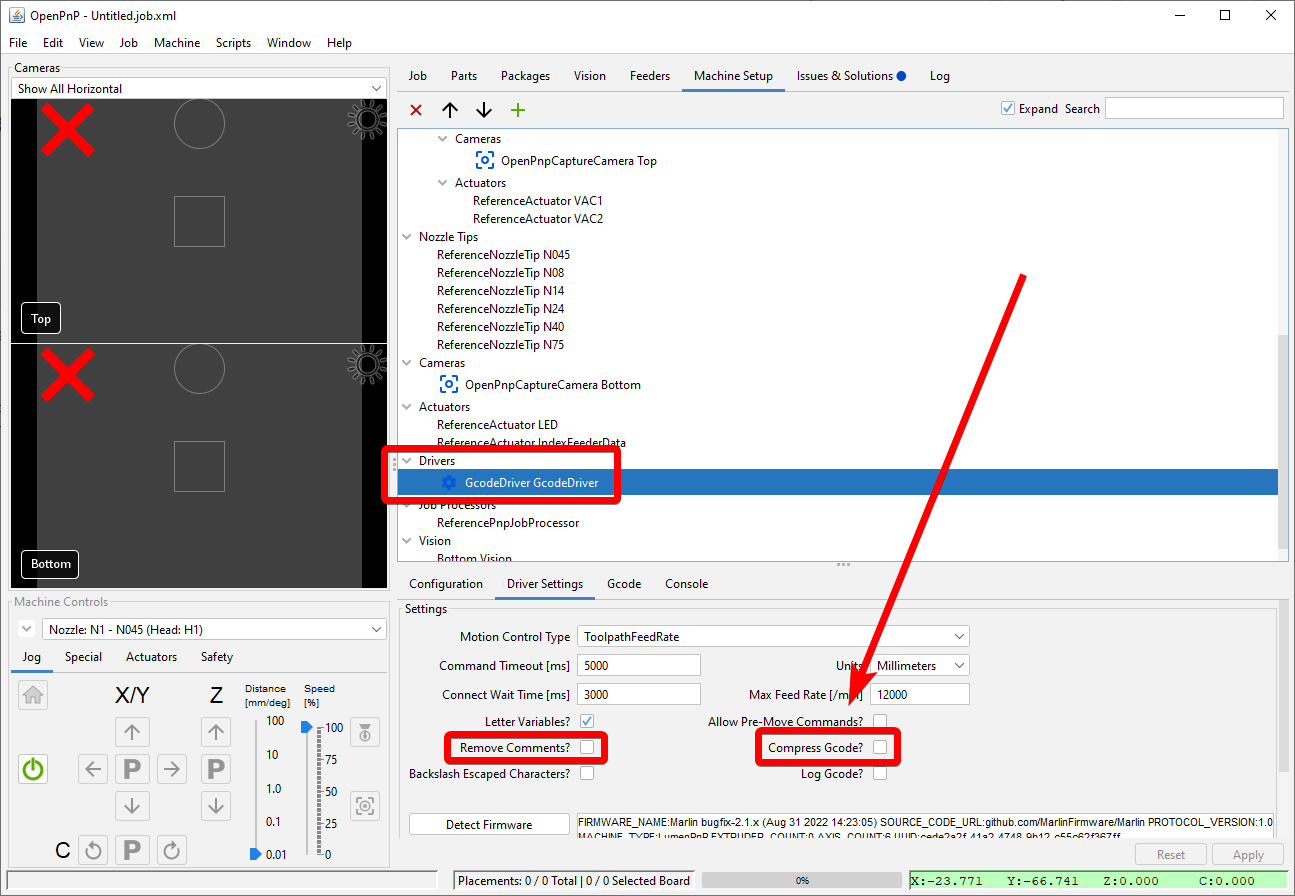 OpenPnP - Untitled.job.xml
File Edit View Job Machine Scripts Window Help
Cameras
Show All Horizontal
Top
Bottom
Machine Controls
Nozzle: N1 - N045 (Head: H1)
Jog Special Actuators Safety
X/Y Z Distance [mm/deg] Speed [%]
100 100
10 75
1.0 50
0.1 25
0.01 0
P P
C P
Job Parts Packages Vision Feeders Machine Setup Issues & Solutions Log
Expand Search
Cameras
OpenPnpCaptureCamera Top
Actuators
ReferenceActuator VAC1
ReferenceActuator VAC2
Nozzle Tips
ReferenceNozzleTip N045
ReferenceNozzleTip N08
ReferenceNozzleTip N14
ReferenceNozzleTip N24
ReferenceNozzleTip N40
ReferenceNozzleTip N75
Cameras
OpenPnpCaptureCamera Bottom
Actuators
ReferenceActuator LED
ReferenceActuator IndexFeederData
Drivers
GcodeDriver GcodeDriver
Job Processors
ReferencePnpJobProcessor
Vision
Bottom Vision
Configuration Driver Settings Gcode Console
Settings
Motion Control Type ToolpathFeedRate
Command Timeout [ms] 5000 Units Millimeters
Connect Wait Time [ms] 3000 Max Feed Rate [/min] 12000
Letter Variables? Allow Pre-Move Commands?
Remove Comments? Compress Gcode?
Backslash Escaped Characters? Log Gcode?
Detect Firmware FIRMWARE_NAME:Marlin bugfix-2.1.x (Aug 31 2022 14:23:05) SOURCE_CODE_URL:github.com/MarlinFirmware/Marlin PROTOCOL_VERSION:1.0
MACHINE_TYPE:LumenPnP EXTRUDER_COUNT:0 AXIS_COUNT:6
Reset Apply
Placements: 0 / 0 Total | 0 / 0 Selected Board 0% X:-23.771 Y:-66.741 Z:0.000 C:0.000